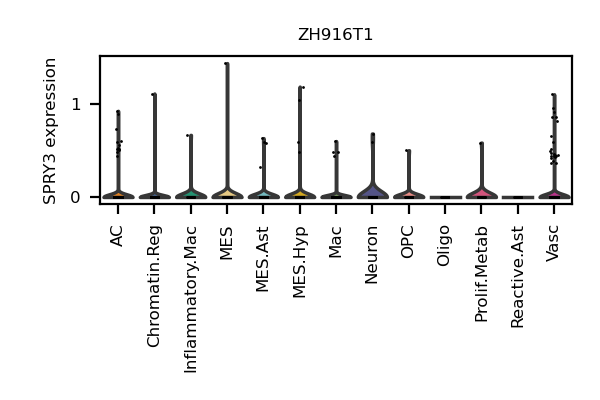 ZH916T1
SPRY3 expression
1
0
AC
Chromatin.Reg
Inflammatory.Mac
MES
MES.Ast
MES.Hyp
Mac
Neuron
OPC
Oligo
Prolif.Metab
Reactive.Ast
Vasc